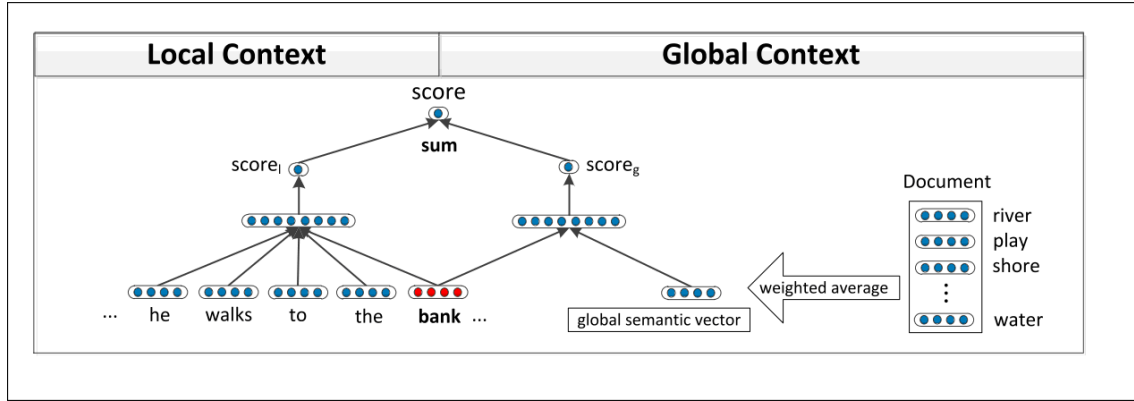 Local Context Global Context
score
sum
score_l score_g
Document
river
play
shore
⋮
water
weighted average
... he walks to the bank ...
global semantic vector